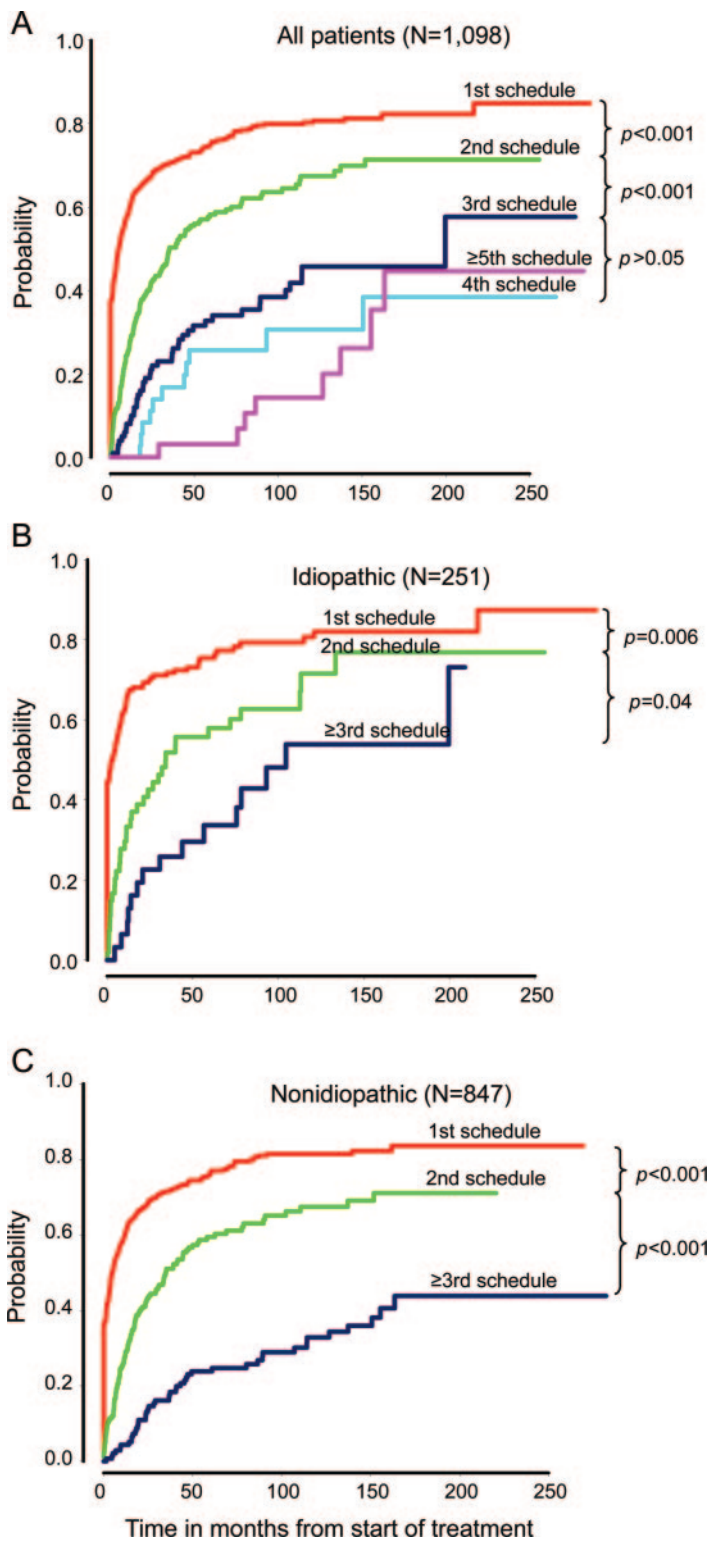 A
All patients (N=1,098)
1.0
0.8
0.6
0.4
0.2
0.0
Probability
1st schedule
2nd schedule
3rd schedule
≥5th schedule
4th schedule
p<0.001
p<0.001
p>0.05
0 50 100 150 200 250
B
Idiopathic (N=251)
1.0
0.8
0.6
0.4
0.2
0.0
Probability
1st schedule
2nd schedule
≥3rd schedule
p=0.006
p=0.04
0 50 100 150 200 250
C
Nonidiopathic (N=847)
1.0
0.8
0.6
0.4
0.2
0.0
Probability
1st schedule
2nd schedule
≥3rd schedule
p<0.001
p<0.001
0 50 100 150 200 250
Time in months from start of treatment